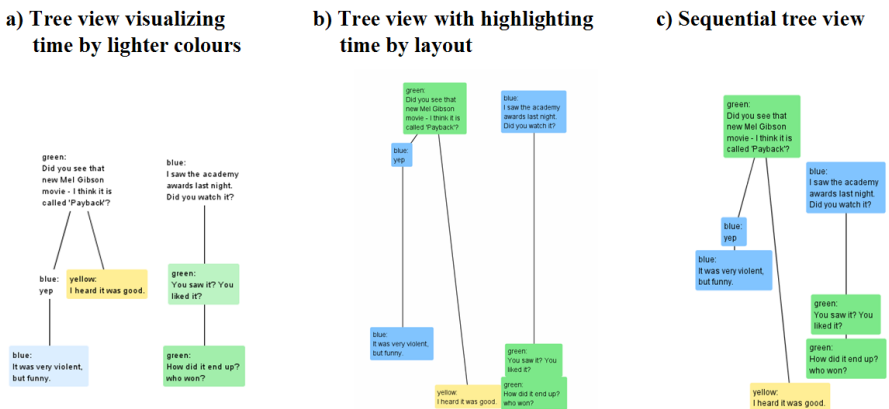 a) Tree view visualizing
time by lighter colours
green:
Did you see that
new Mel Gibson
movie - I think it is
called 'Payback'?
blue:
I saw the academy
awards last night.
Did you watch it?
blue:
yep
yellow:
I heard it was good.
green:
You saw it? You
liked it?
blue:
It was very violent,
but funny.
green:
How did it end up?
who won?
b) Tree view with highlighting
time by layout
green:
Did you see that
new Mel Gibson
movie - I think it is
called 'Payback'?
blue:
I saw the academy
awards last night.
Did you watch it?
blue:
yep
blue:
It was very violent,
but funny.
green:
You saw it? You
liked it?
yellow:
I heard it was good.
green:
How did it end up?
who won?
c) Sequential tree view
green:
Did you see that
new Mel Gibson
movie - I think it is
called 'Payback'?
blue:
I saw the academy
awards last night.
Did you watch it?
blue:
yep
blue:
It was very violent,
but funny.
green:
You saw it? You
liked it?
green:
How did it end up?
who won?
yellow:
I heard it was good.